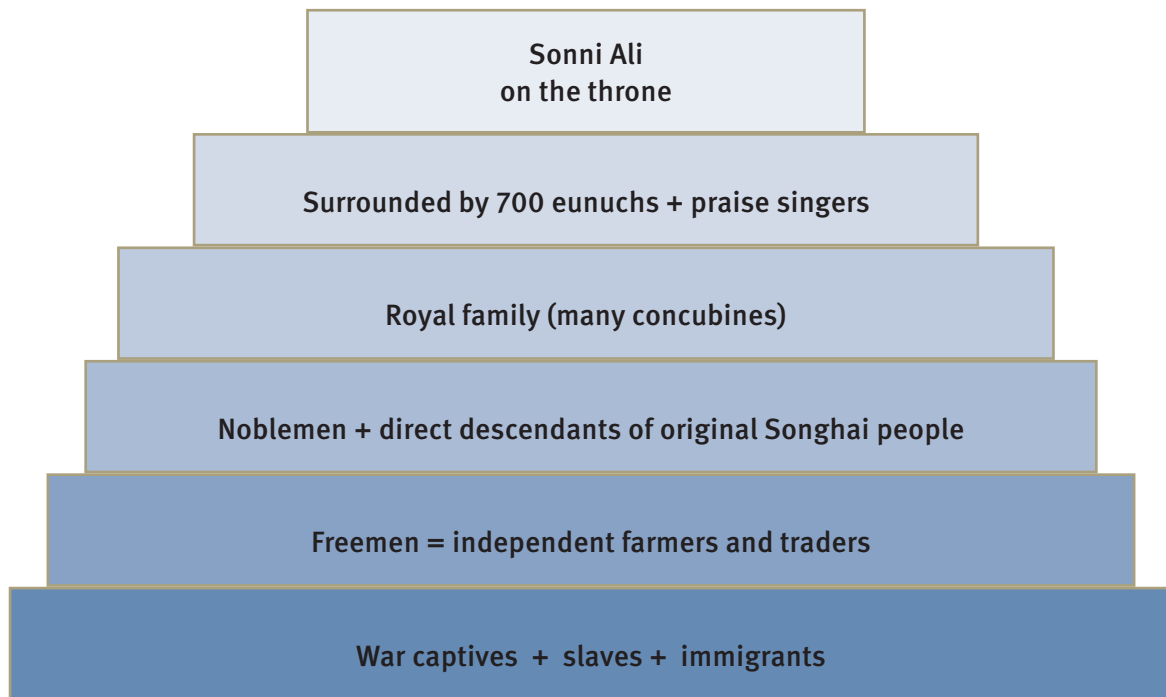 Sonni Ali
on the throne
Surrounded by 700 eunuchs + praise singers
Royal family (many concubines)
Noblemen + direct descendants of original Songhai people
Freemen = independent farmers and traders
War captives + slaves + immigrants